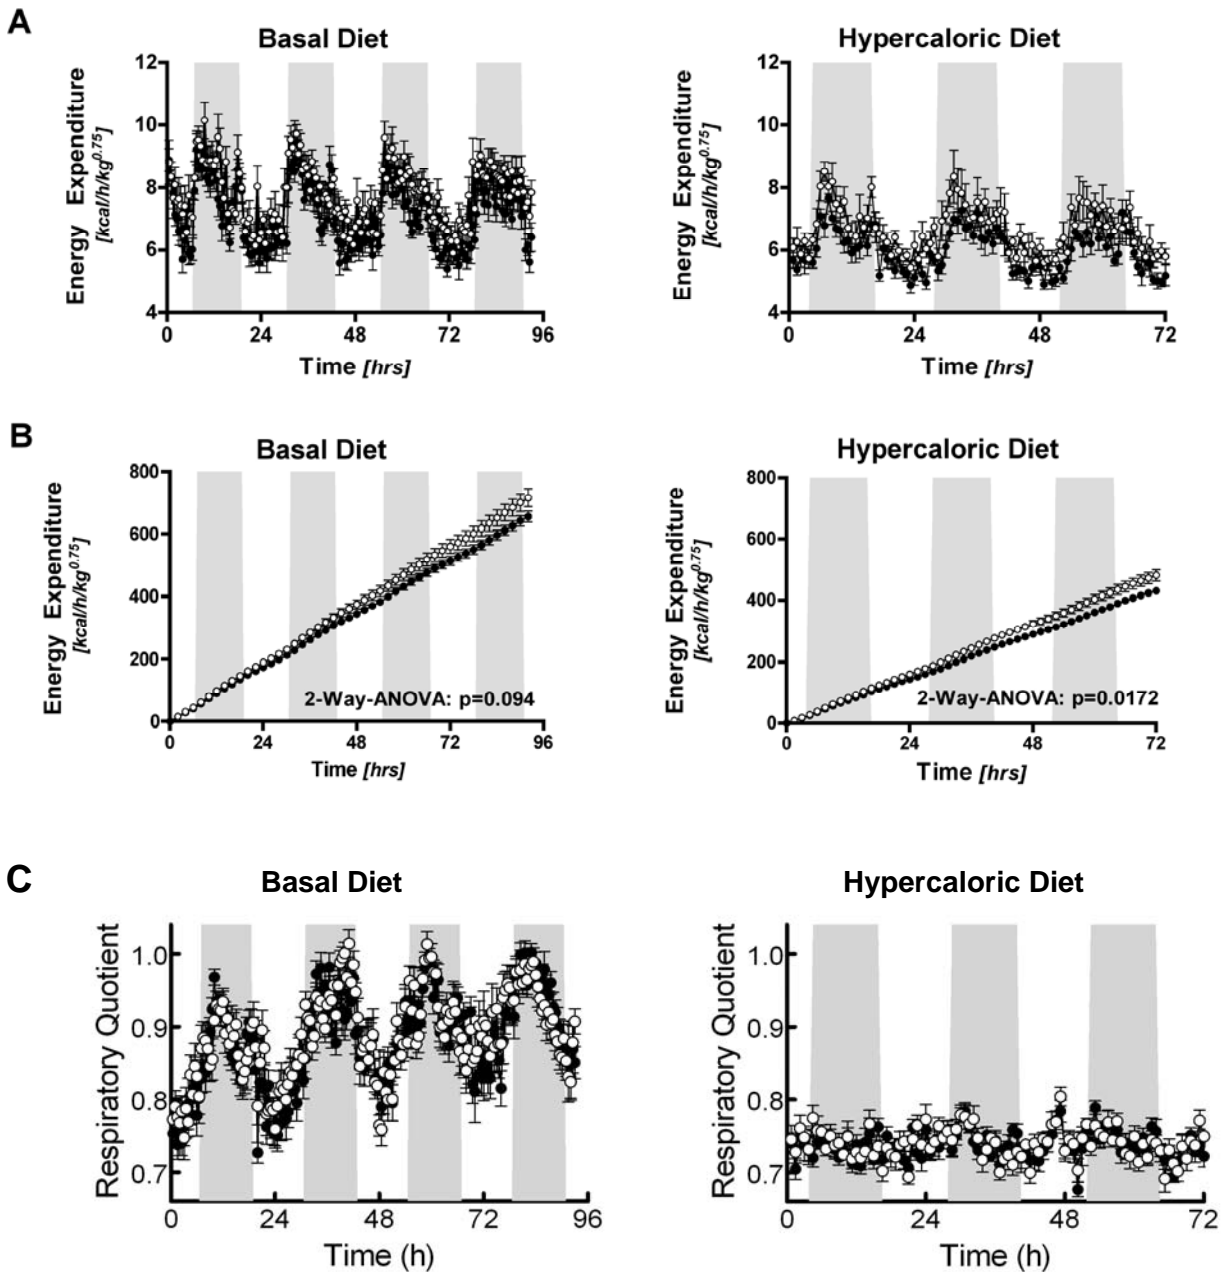 A
Basal Diet
Hypercaloric Diet
Energy Expenditure
[kcal/h/kg0.75]
12
10
8
6
4
0 24 48 72 96
Time [hrs]
Energy Expenditure
[kcal/h/kg0.75]
12
10
8
6
4
0 24 48 72
Time [hrs]
B
Basal Diet
Hypercaloric Diet
Energy Expenditure
[kcal/h/kg0.75]
800
600
400
200
0
2-Way-ANOVA: p=0.094
0 24 48 72 96
Time [hrs]
Energy Expenditure
[kcal/h/kg0.75]
800
600
400
200
0
2-Way-ANOVA: p=0.0172
0 24 48 72
Time [hrs]
C
Basal Diet
Hypercaloric Diet
Respiratory Quotient
1.0
0.9
0.8
0.7
0 24 48 72 96
Time (h)
Respiratory Quotient
1.0
0.9
0.8
0.7
0 24 48 72
Time (h)